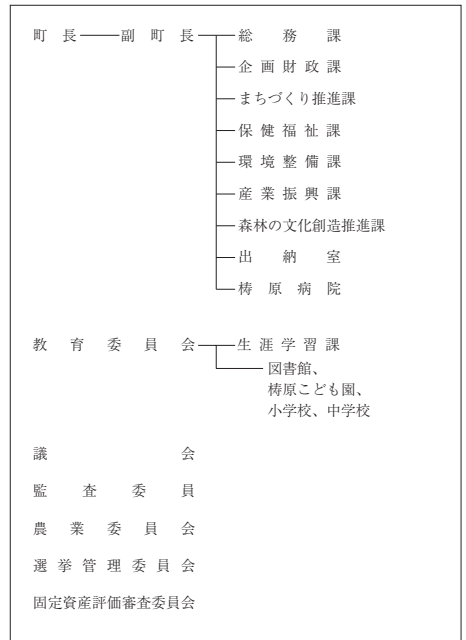 町長 副町長 総務課
企画財政課
まちづくり推進課
保健福祉課
環境整備課
産業振興課
森林の文化創造推進課
出納室
梼原病院
教育委員会 生涯学習課
図書館、
梼原こども園、
小学校、中学校
議会
監査委員
農業委員会
選挙管理委員会
固定資産評価審査委員会